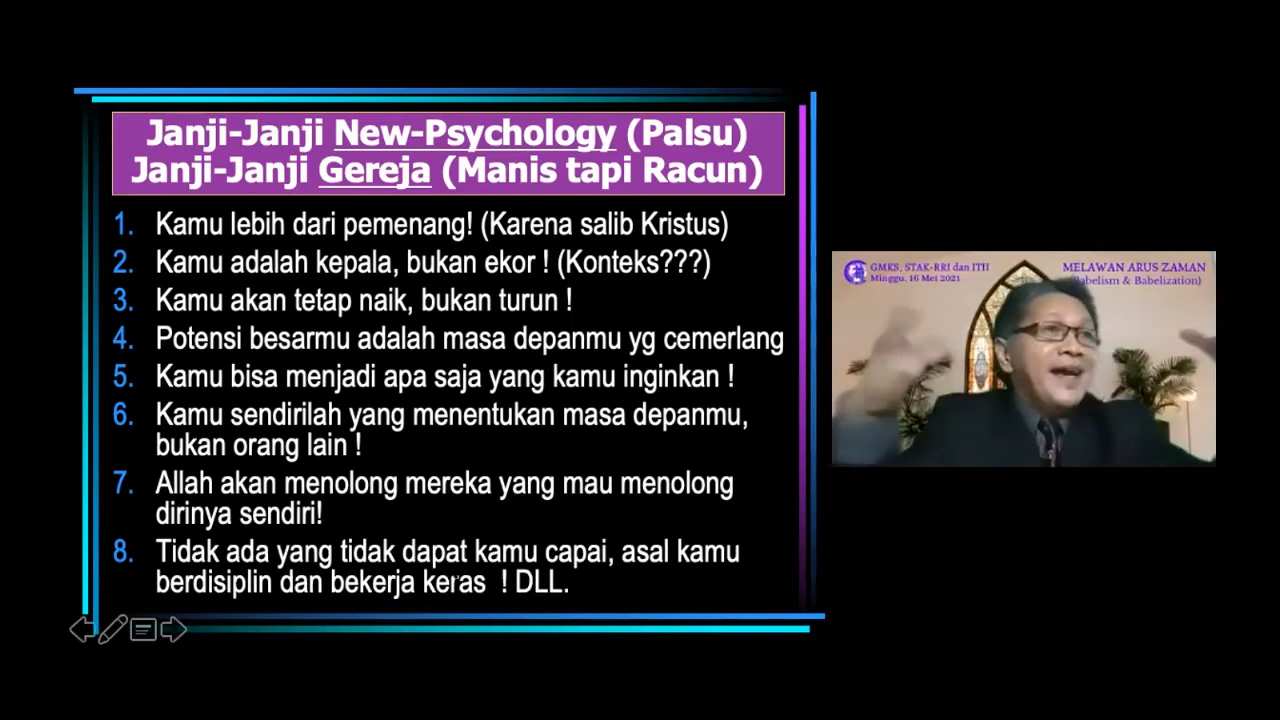 Janji-Janji New-Psychology (Palsu)
Janji-Janji Gereja (Manis tapi Racun)
1. Kamu lebih dari pemenang! (Karena salib Kristus)
2. Kamu adalah kepala, bukan ekor ! (Konteks???)
3. Kamu akan tetap naik, bukan turun !
4. Potensi besarmu adalah masa depanmu yg cemerlang
5. Kamu bisa menjadi apa saja yang kamu inginkan !
6. Kamu sendirilah yang menentukan masa depanmu,
bukan orang lain !
7. Allah akan menolong mereka yang mau menolong
dirinya sendiri!
8. Tidak ada yang tidak dapat kamu capai, asal kamu
berdisiplin dan bekerja keras  ! DLL.
GMKS, STAK-RRI dan ITH
Minggu, 16 Mei 2021
MELAWAN ARUS ZAMAN
(Babelism & Babelization)